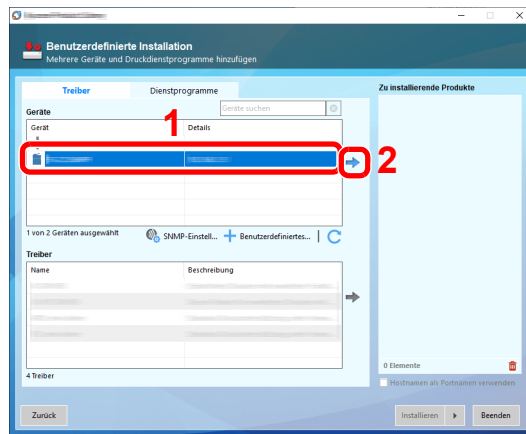 Benutzerdefinierte Installation
Mehrere Geräte und Druckdienstprogramme hinzufügen
Treiber
Dienstprogramme
Zu installierende Produkte
Geräte
Geräte suchen
1
Gerät
Details
2
1 von 2 Geräten ausgewählt
SNMP-Einstell...
Benutzerdefiniertes...
Treiber
Name
Beschreibung
0 Elemente
4 Treiber
Hostnamen als Portnamen verwenden
Zurück
Installieren
Beenden